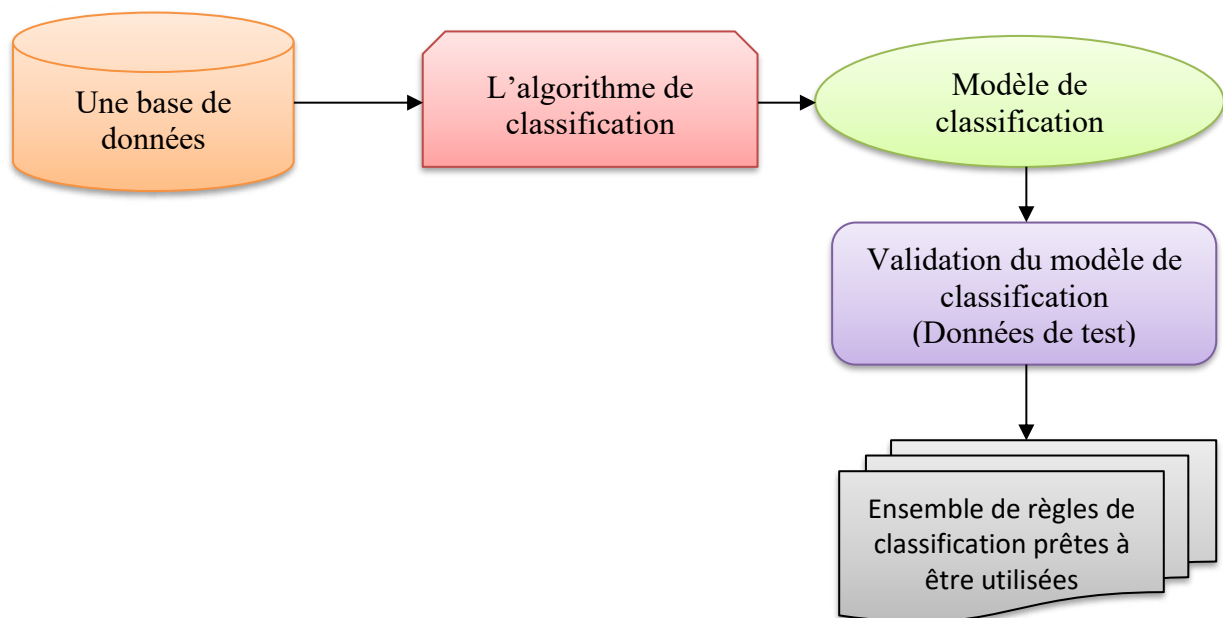 Une base de
données
L’algorithme de
classification
Modèle de
classification
Validation du modèle de
classification
(Données de test)
Ensemble de règles de
classification prêtes à
être utilisées